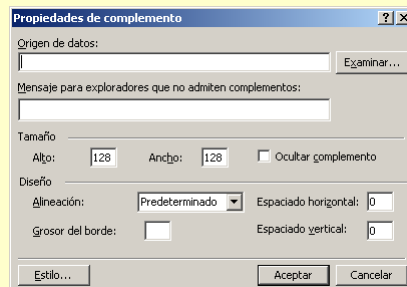 Propiedades de complemento
Origen de datos:
Examinar...
Mensaje para exploradores que no admiten complementos:
Tamaño
Alto: 128 Ancho: 128 Ocultar complemento
Diseño
Alineación: Predeterminado Espaciado horizontal: 0
Grosor del borde: Espaciado vertical: 0
Estilo... Aceptar Cancelar